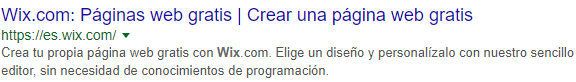 Wix.com: Páginas web gratis | Crear una página web gratis
https://es.wix.com/
Crea tu propia página web gratis con Wix.com. Elige un diseño y personalízalo con nuestro sencillo
editor, sin necesidad de conocimientos de programación.